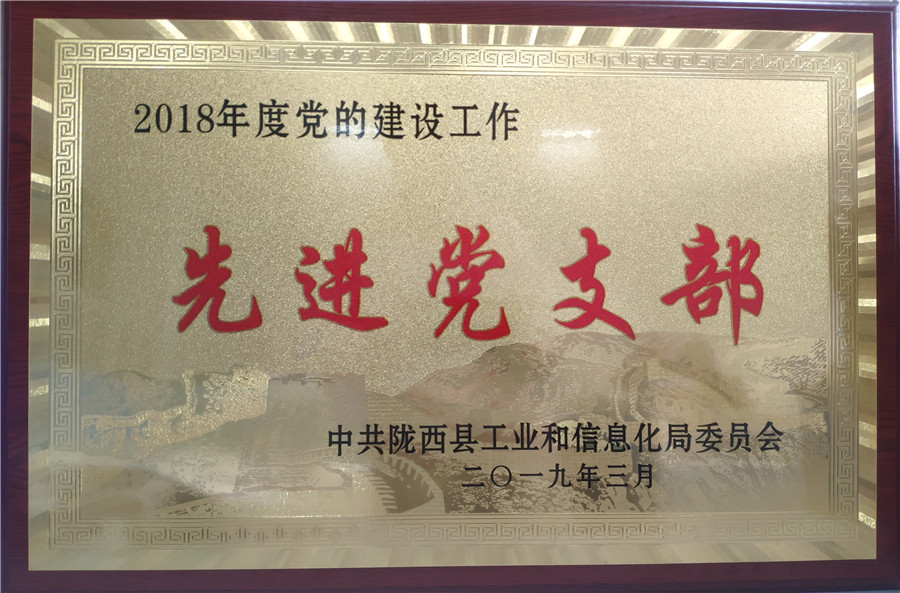 2018年度党的建设工作
先进党支部
中共陇西县工业和信息化局委员会
二〇一九年三月